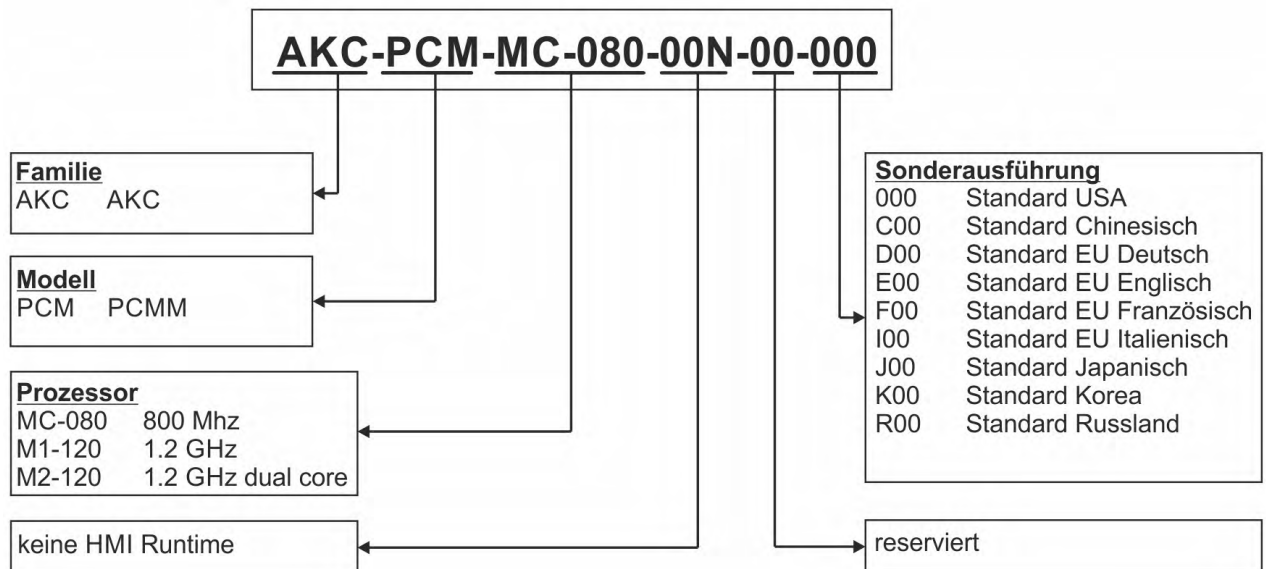 AKC-PCM-MC-080-00N-00-000
Familie
AKC AKC
Modell
PCM PCMM
Prozessor
MC-080 800 Mhz
M1-120 1.2 GHz
M2-120 1.2 GHz dual core
keine HMI Runtime
Sonderausführung
000 Standard USA
C00 Standard Chinesisch
D00 Standard EU Deutsch
E00 Standard EU Englisch
F00 Standard EU Französisch
I00 Standard EU Italienisch
J00 Standard Japanisch
K00 Standard Korea
R00 Standard Russland
reserviert